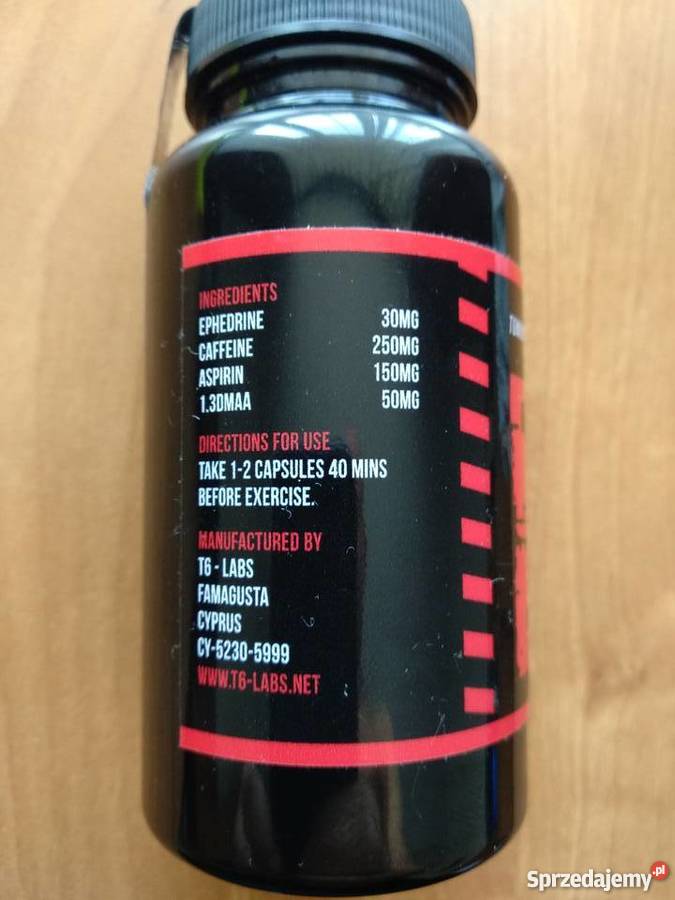 INGREDIENTS
EPHEDRINE 30MG
CAFFEINE 250MG
ASPIRIN 150MG
1.3DMAA 50MG
DIRECTIONS FOR USE
TAKE 1-2 CAPSULES 40 MINS
BEFORE EXERCISE.
MANUFACTURED BY
T6 - LABS
FAMAGUSTA
CYPRUS
CY-5230-5999
WWW.T6-LABS.NET
Sprzedajemy.pl